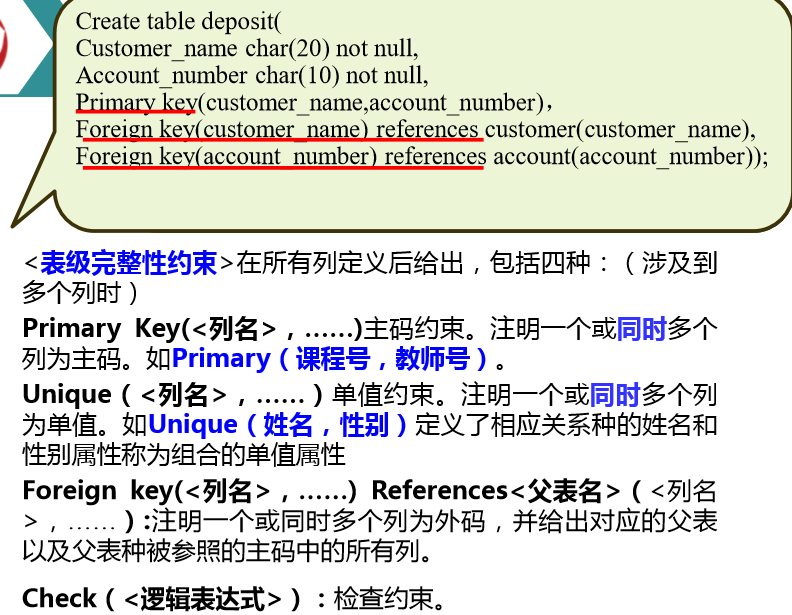 Create table deposit(
Customer_name char(20) not null,
Account_number char(10) not null,
Primary key(customer_name,account_number)，
Foreign key(customer_name) references customer(customer_name),
Foreign key(account_number) references account(account_number));
<表级完整性约束>在所有列定义后给出，包括四种：（涉及到
多个列时）
Primary Key(<列名>，……)主码约束。注明一个或同时多个
列为主码。如Primary（课程号，教师号）。
Unique（<列名>，……）单值约束。注明一个或同时多个列
为单值。如Unique（姓名，性别）定义了相应关系种的姓名和
性别属性称为组合的单值属性
Foreign key(<列名>，……) References<父表名>（<列名
>，……）:注明一个或同时多个列为外码，并给出对应的父表
以及父表种被参照的主码中的所有列。
Check（<逻辑表达式>）：检查约束。